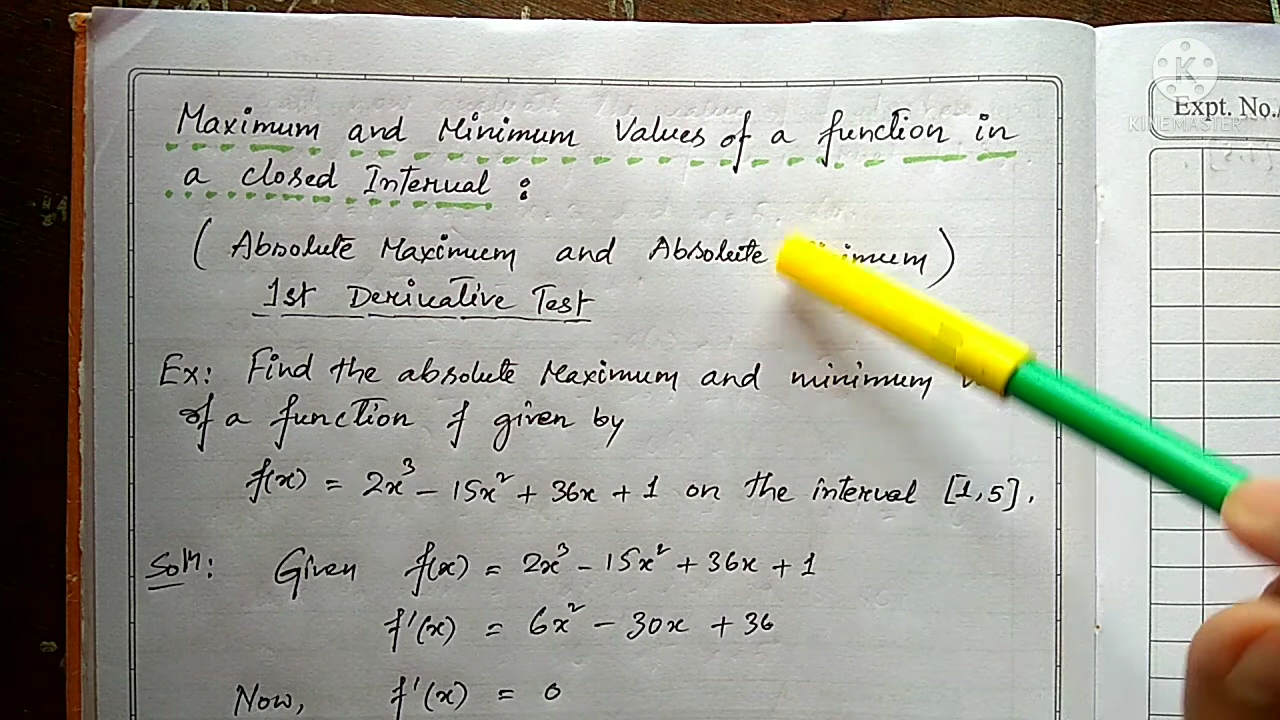 Maximum and Minimum Values of a function in
a closed Interval :
( Absolute Maximum and Absolute )
1st Derivative Test
Ex: Find the absolute Maximum and minimum
of a function f given by
f(x) = 2x³ - 15x² + 36x + 1 on the interval [1,5].
Solⁿ: Given f(x) = 2x³ - 15x² + 36x + 1
f'(x) = 6x² - 30x + 36
Now, f'(x) = 0
K
KINEMASTER
Expt. No.